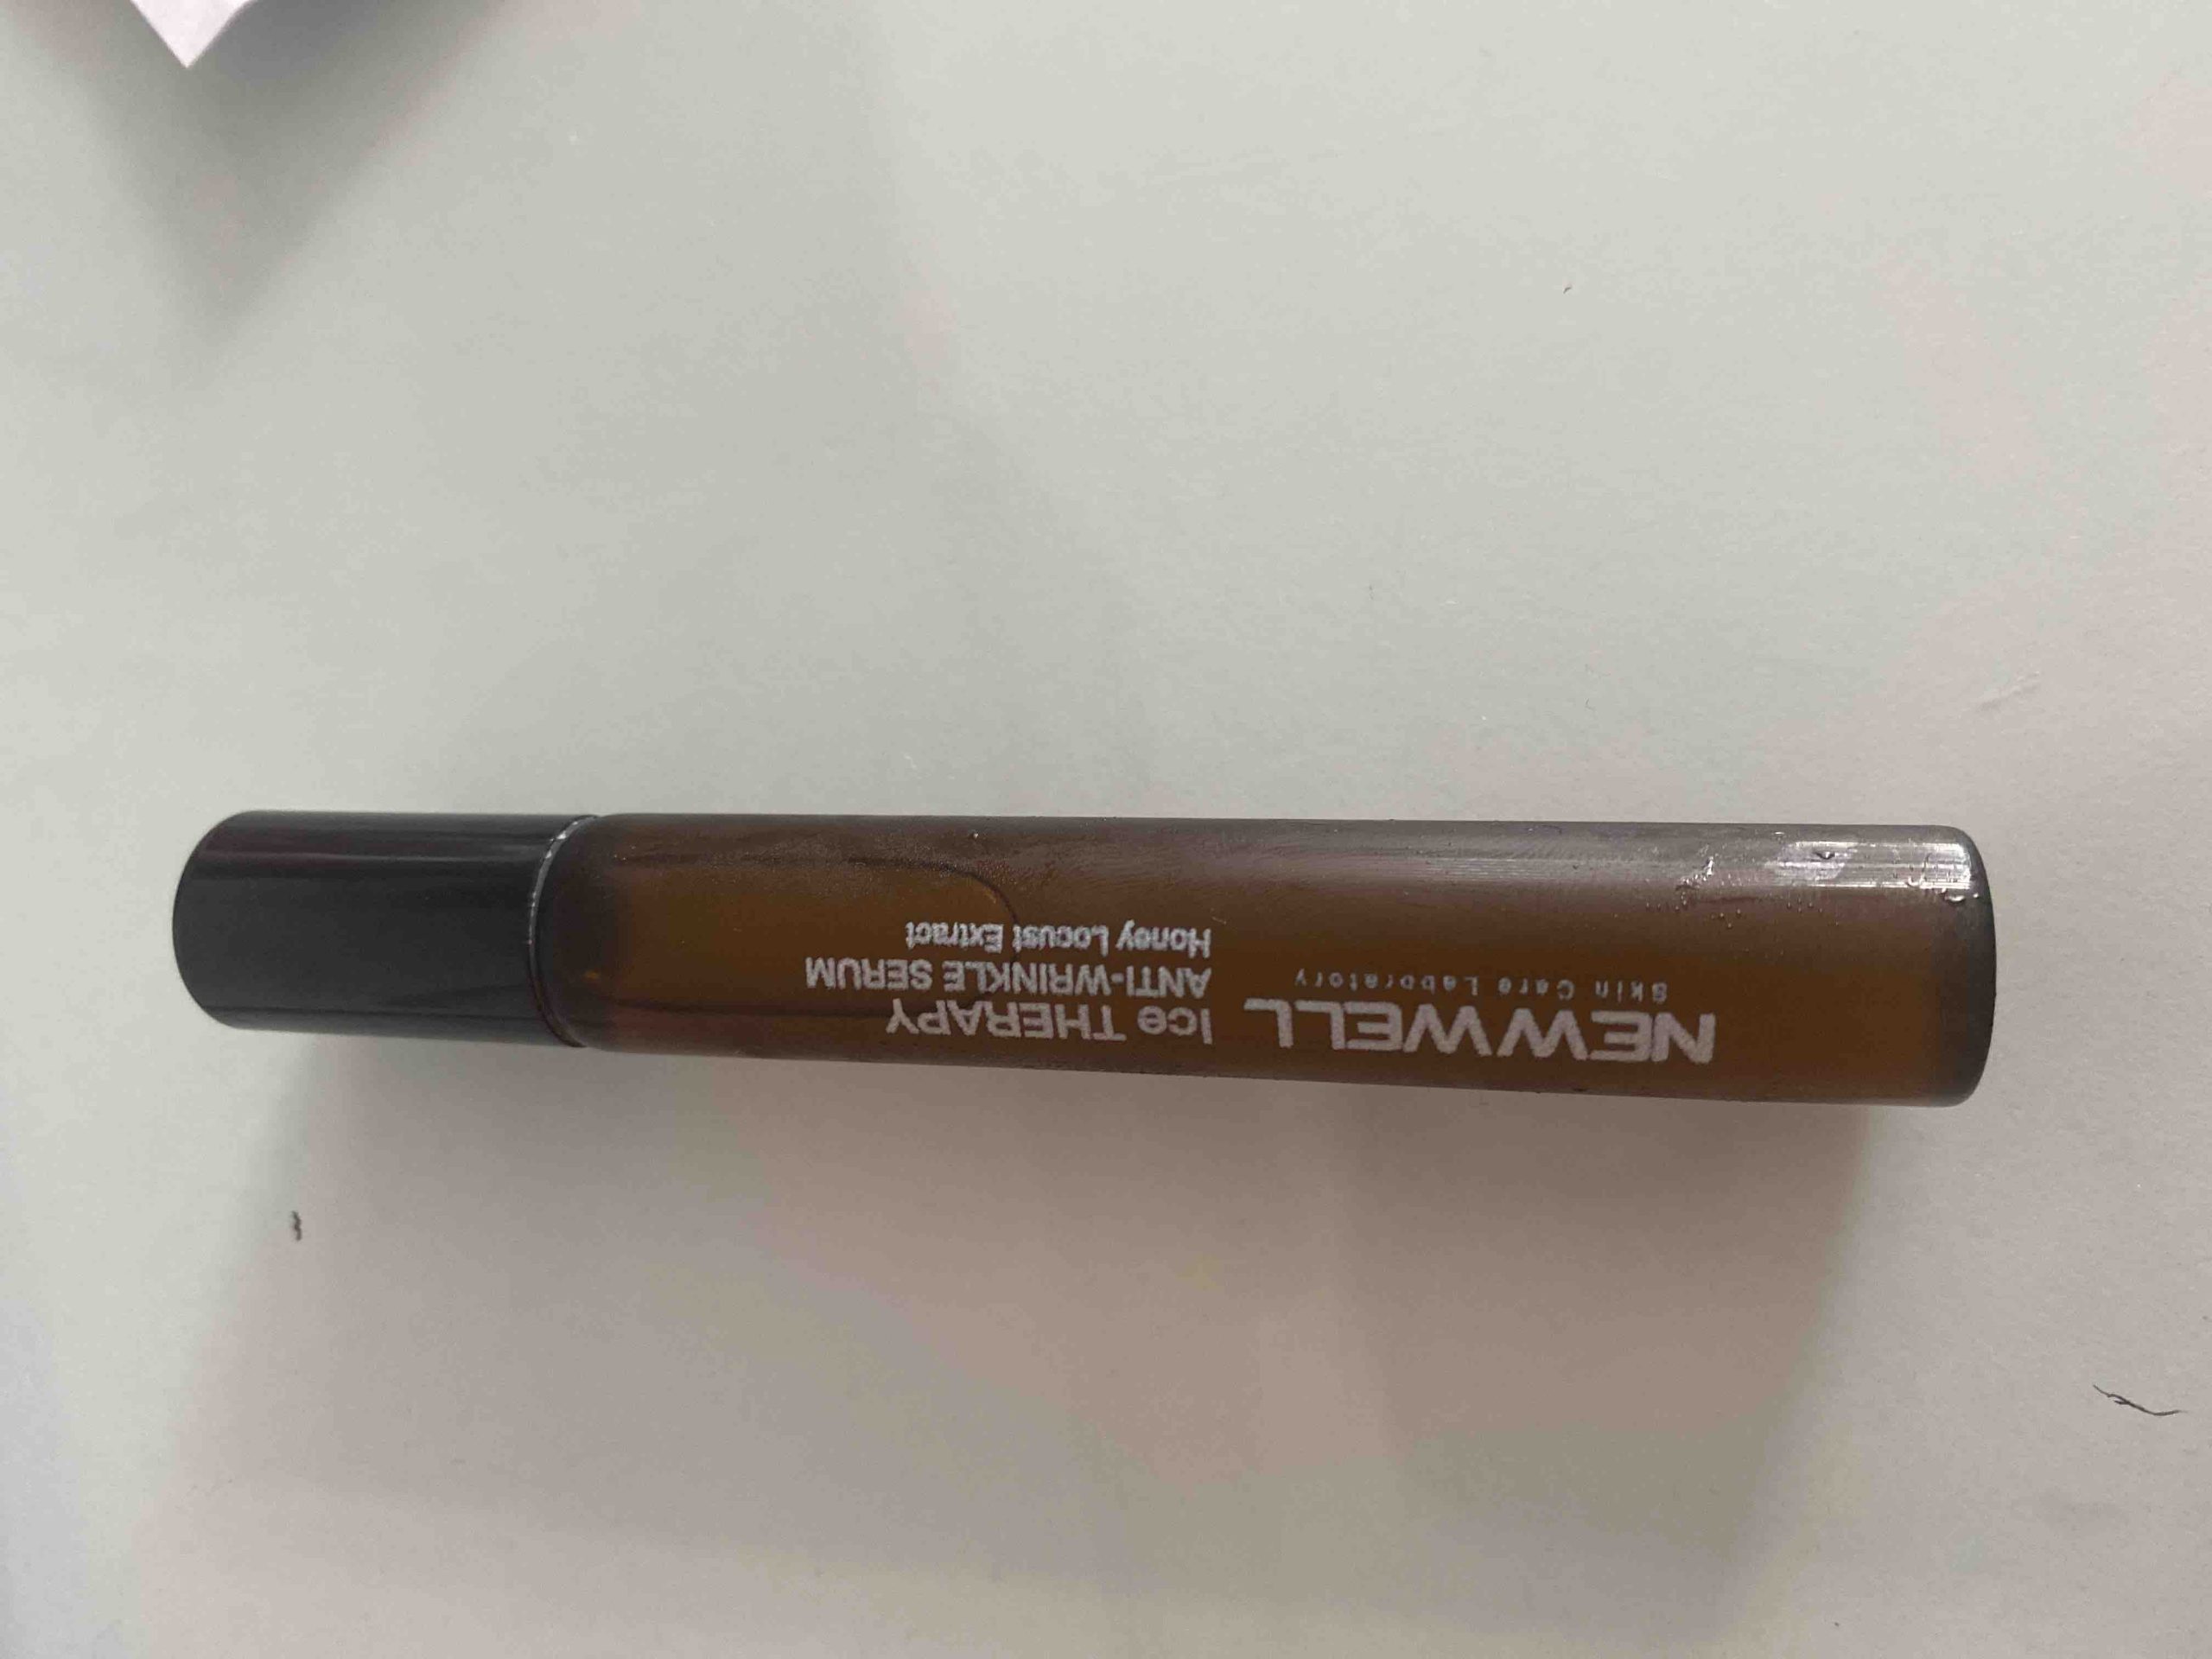 NEWWELL
Skin Care Laboratory
Ice THERAPY
ANTI-WRINKLE SERUM
Honey Locust Extract